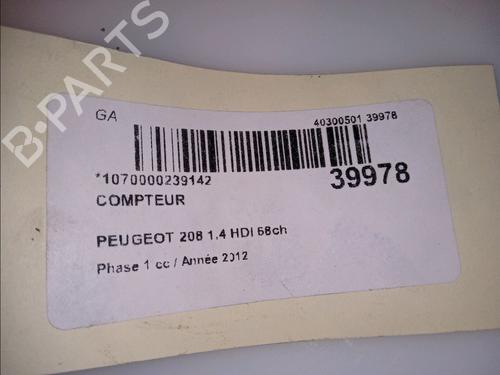 B-PARTS
GA
40300501 39978
*1070000239142
39978
COMPTEUR
PEUGEOT 208 1.4 HDI 68ch
Phase 1 cc / Année 2012